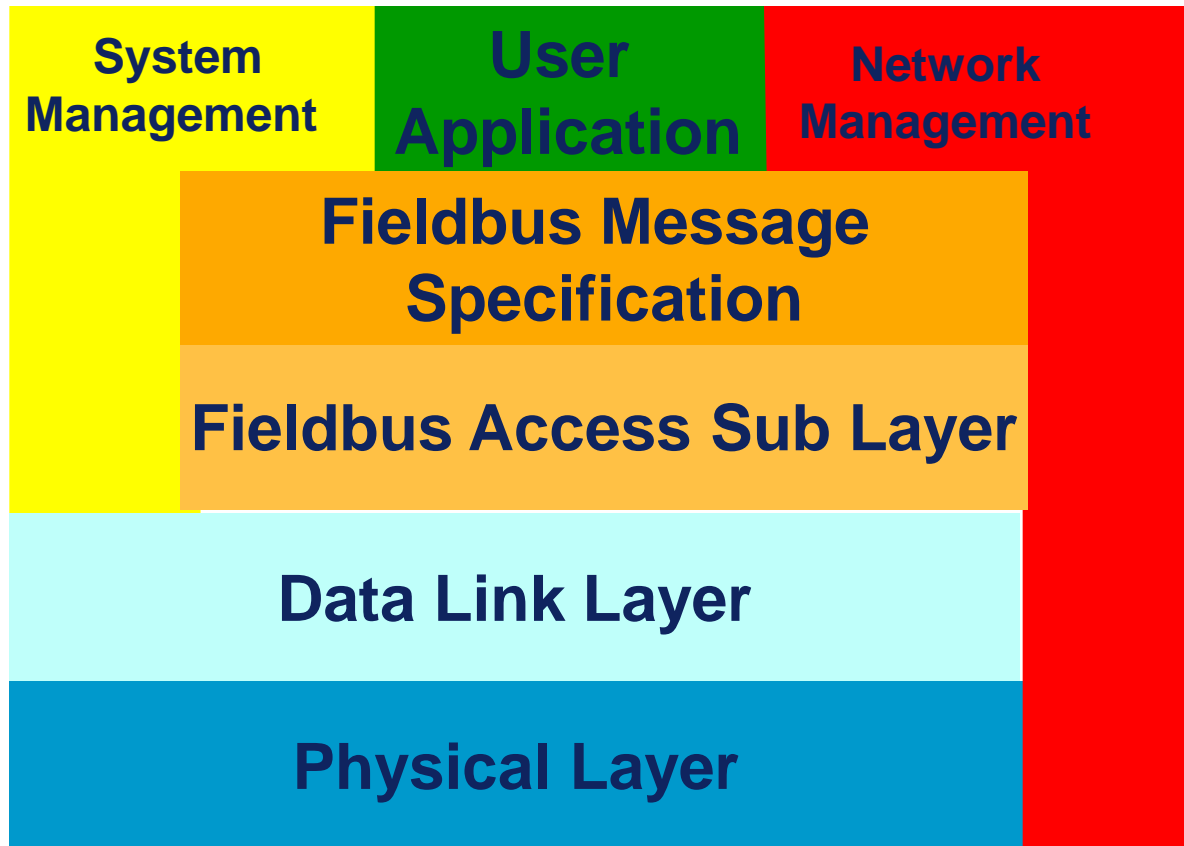 System
Management
User
Application
Network
Management
Fieldbus Message
Specification
Fieldbus Access Sub Layer
Data Link Layer
Physical Layer